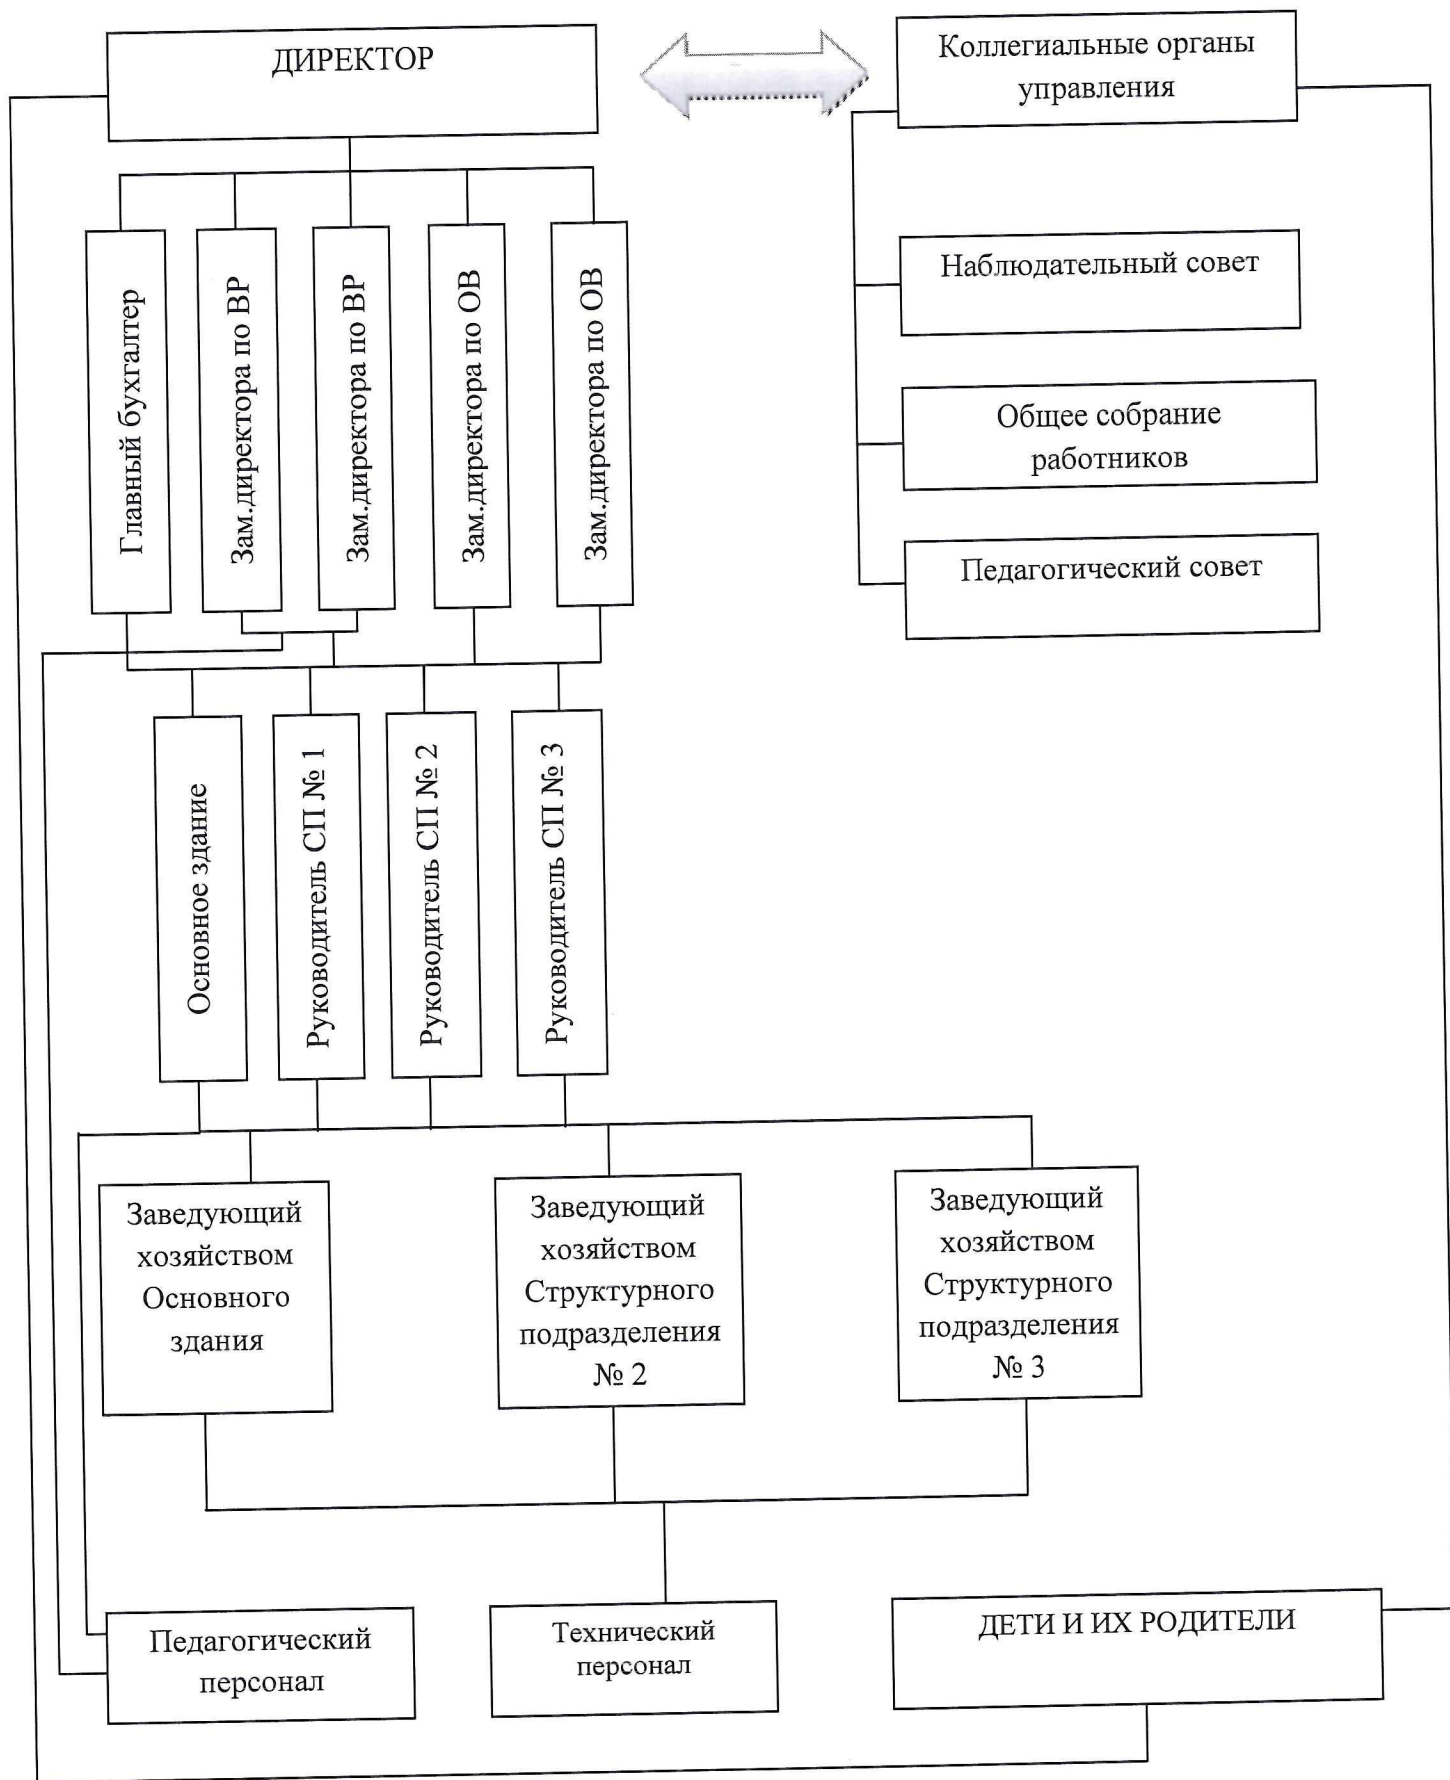 ДИРЕКТОР
Коллегиальные органы
управления
Наблюдательный совет
Общее собрание
работников
Педагогический совет
Главный бухгалтер
Зам.директора по ВР
Зам.директора по ВР
Зам.директора по ОВ
Зам.директора по ОВ
Основное здание
Руководитель СП № 1
Руководитель СП № 2
Руководитель СП № 3
Заведующий
хозяйством
Основного
здания
Заведующий
хозяйством
Структурного
подразделения
№ 2
Заведующий
хозяйством
Структурного
подразделения
№ 3
Педагогический
персонал
Технический
персонал
ДЕТИ И ИХ РОДИТЕЛИ